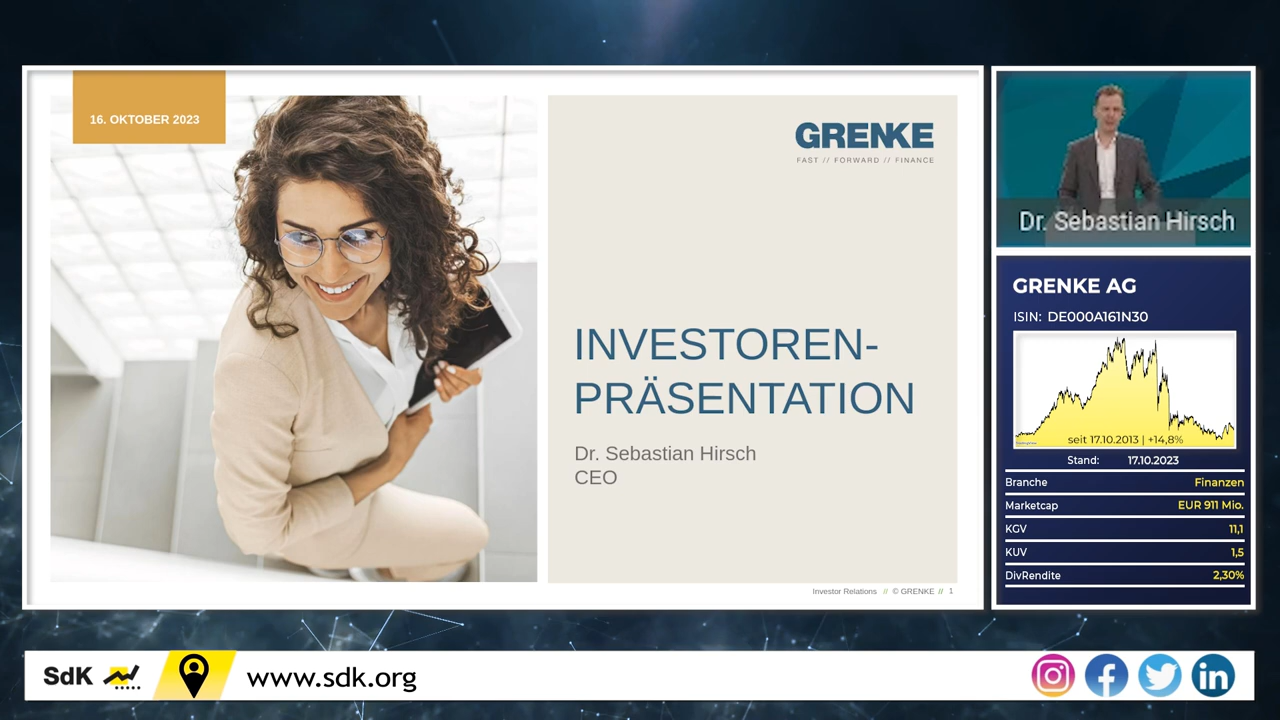 16. OKTOBER 2023
GRENKE
FAST // FORWARD // FINANCE
INVESTOREN-
PRÄSENTATION
Dr. Sebastian Hirsch
CEO
Investor Relations // © GRENKE // 1
Dr. Sebastian Hirsch
GRENKE AG
ISIN: DE000A161N30
seit 17.10.2013 | +14,8%
Stand: 17.10.2023
Branche Finanzen
Marketcap EUR 911 Mio.
KGV 11,1
KUV 1,5
DivRendite 2,30%
SdK
www.sdk.org